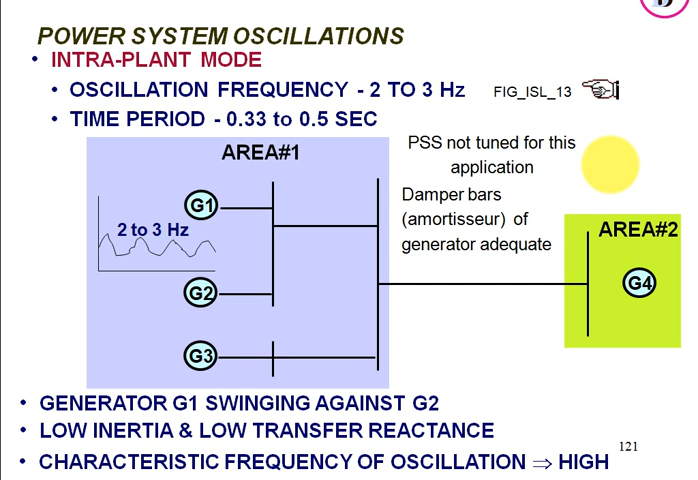 POWER SYSTEM OSCILLATIONS
• INTRA-PLANT MODE
• OSCILLATION FREQUENCY - 2 TO 3 Hz
FIG_ISL_13
• TIME PERIOD - 0.33 to 0.5 SEC
AREA#1
PSS not tuned for this
application
Damper bars
(amortisseur) of
generator adequate
G1
2 to 3 Hz
G2
G3
AREA#2
G4
• GENERATOR G1 SWINGING AGAINST G2
• LOW INERTIA & LOW TRANSFER REACTANCE
• CHARACTERISTIC FREQUENCY OF OSCILLATION ⇒ HIGH
121